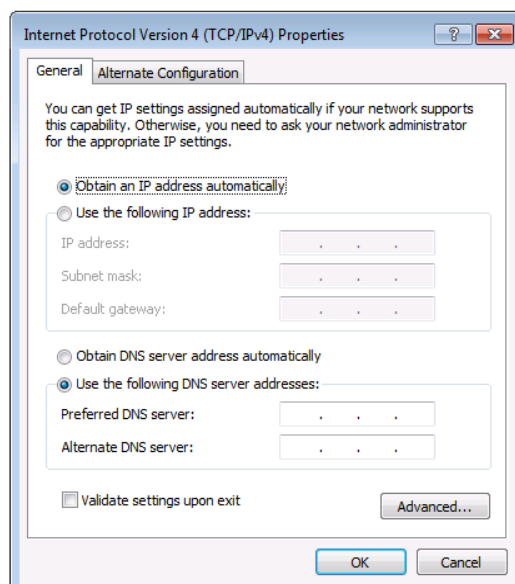 Internet Protocol Version 4 (TCP/IPv4) Properties
General
Alternate Configuration
You can get IP settings assigned automatically if your network supports
this capability. Otherwise, you need to ask your network administrator
for the appropriate IP settings.
Obtain an IP address automatically
Use the following IP address:
IP address:
Subnet mask:
Default gateway:
Obtain DNS server address automatically
Use the following DNS server addresses:
Preferred DNS server:
Alternate DNS server:
Validate settings upon exit
Advanced...
OK
Cancel